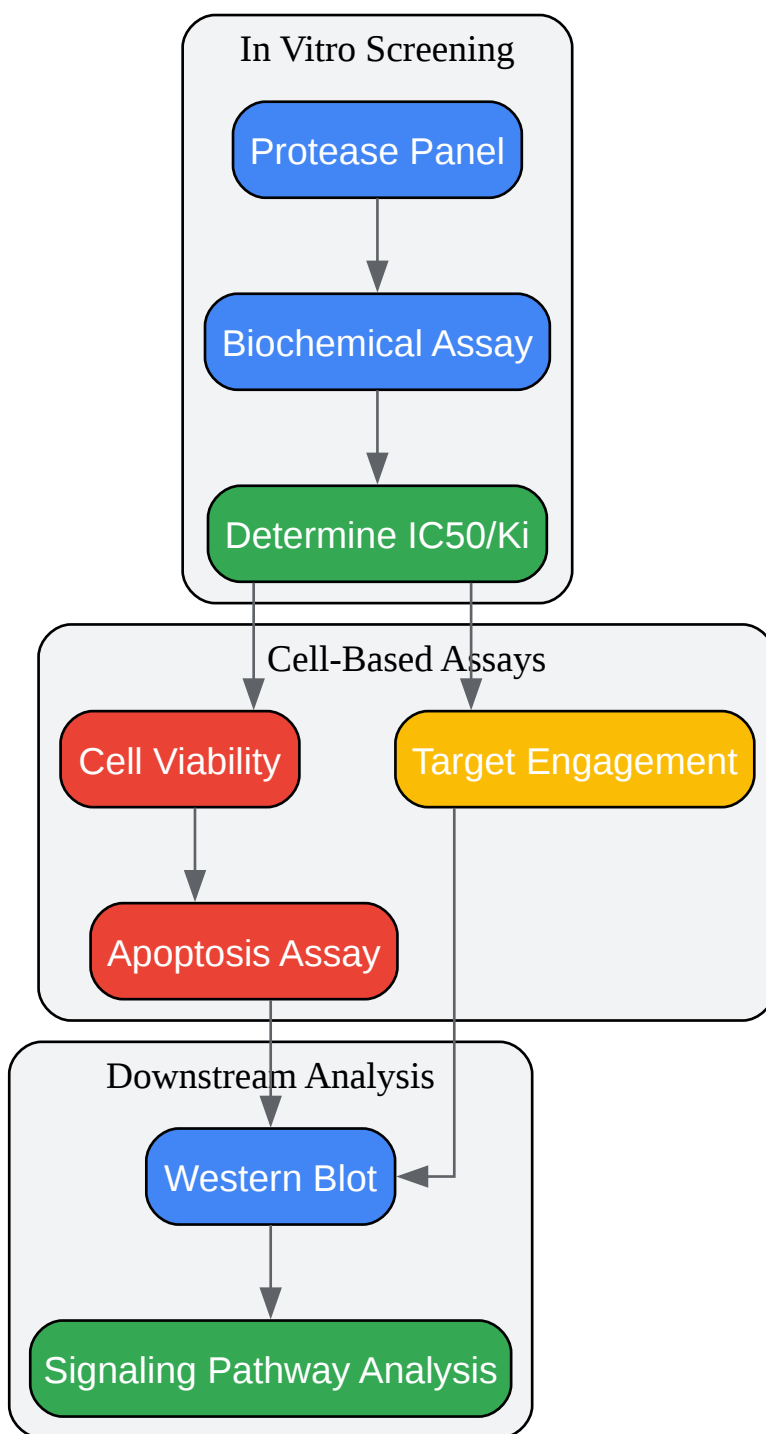 In Vitro Screening
Protease Panel
Biochemical Assay
Determine IC50/Ki
Cell-Based Assays
Cell Viability
Target Engagement
Apoptosis Assay
Downstream Analysis
Western Blot
Signaling Pathway Analysis